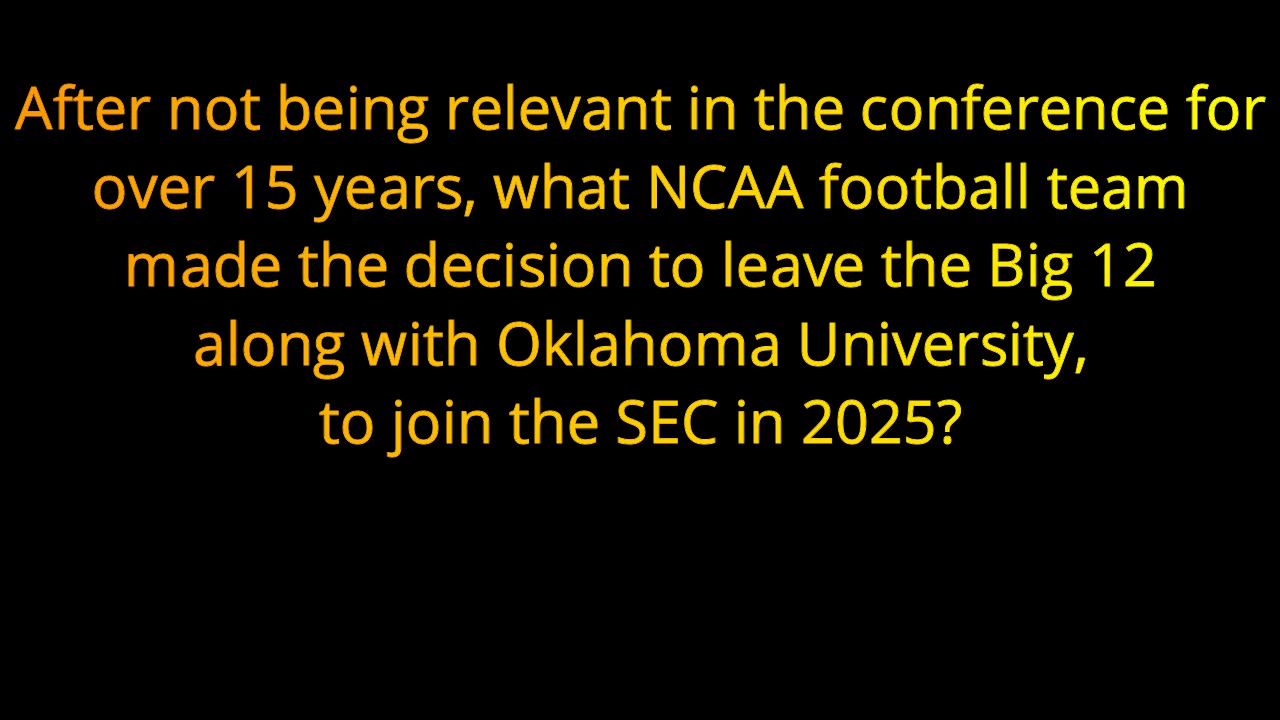 After not being relevant in the conference for
over 15 years, what NCAA football team
made the decision to leave the Big 12
along with Oklahoma University,
to join the SEC in 2025?